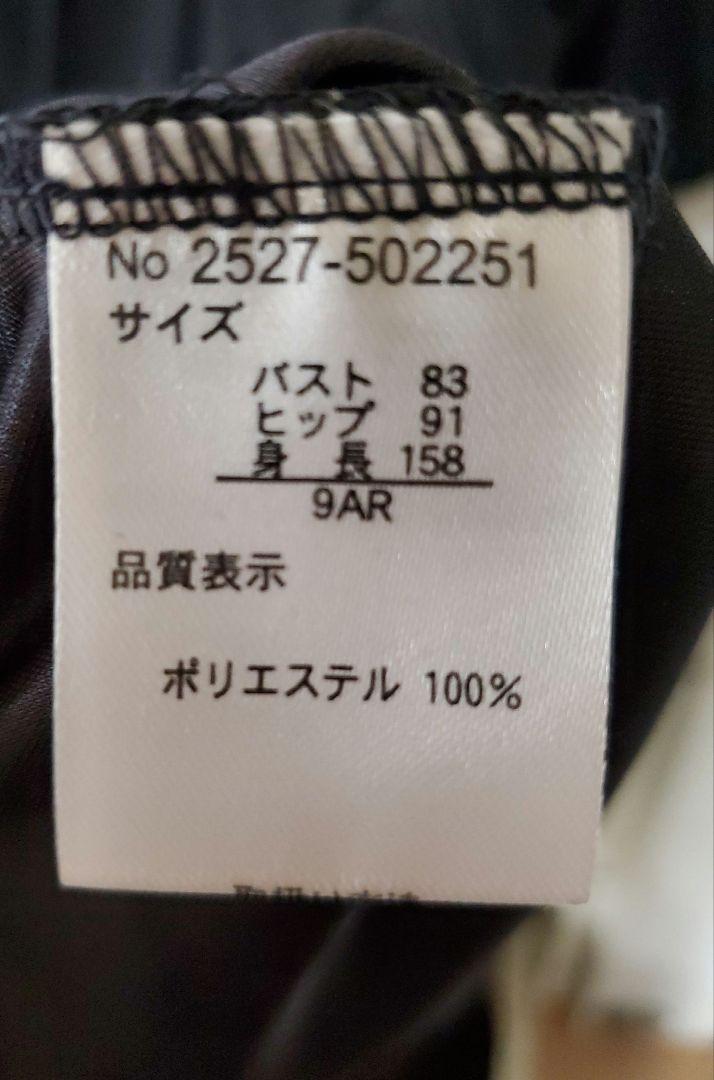 No 2527-502251
サイズ
バスト 83
ヒップ 91
身 長 158
9AR
品質表示
ポリエステル 100%